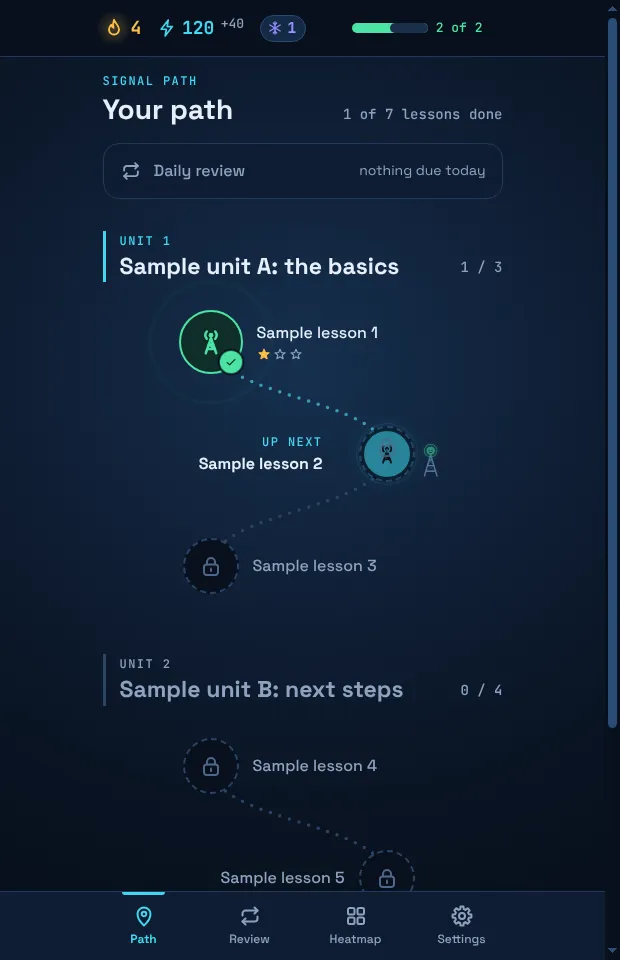 4 120 +40 1 2 of 2
SIGNAL PATH
Your path
1 of 7 lessons done
Daily review
nothing due today
UNIT 1
Sample unit A: the basics
1 / 3
Sample lesson 1
UP NEXT
Sample lesson 2
Sample lesson 3
UNIT 2
Sample unit B: next steps
0 / 4
Sample lesson 4
Sample lesson 5
Path Review Heatmap Settings